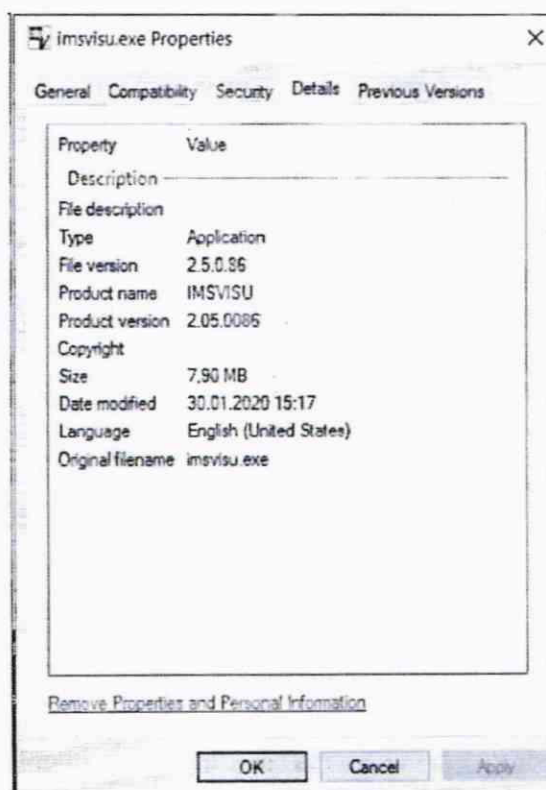 imsvisu.exe Properties
General Compatibility Security Details Previous Versions
Property Value
Description
File description
Type Application
File version 2.5.0.86
Product name IMSVISU
Product version 2.05.0086
Copyright
Size 7,90 MB
Date modified 30.01.2020 15:17
Language English (United States)
Original filename imsvisu.exe
Remove Properties and Personal Information
OK Cancel Apply